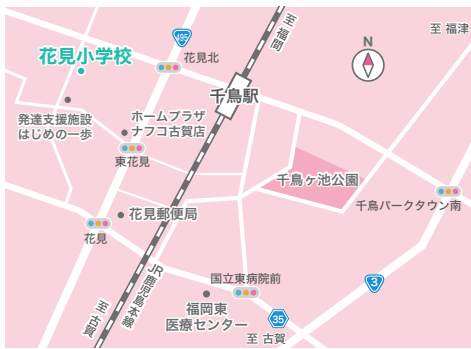 至 福間
至 福津
495
N
花見小学校
花見北
千鳥駅
発達支援施設
はじめの一歩
ホームプラザ
ナフコ古賀店
東花見
千鳥ヶ池公園
千鳥パークタウン南
花見郵便局
花見
JR鹿児島本線
国立東病院前
3
福岡東
医療センター
35
至 古賀
至 古賀